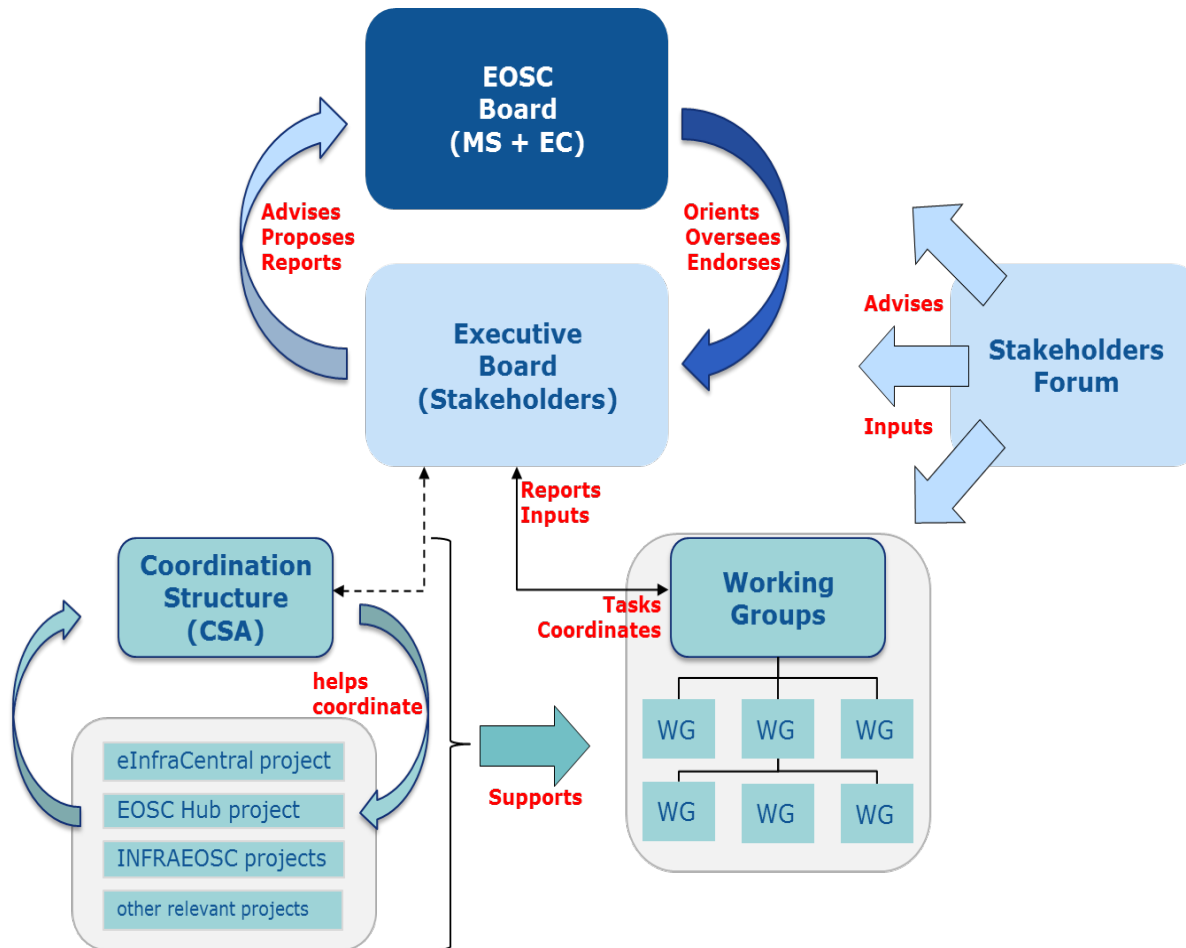 EOSC
Board
(MS + EC)
Advises
Proposes
Reports
Orients
Oversees
Endorses
Executive
Board
(Stakeholders)
Advises
Inputs
Stakeholders
Forum
Reports
Inputs
Tasks
Coordinates
Coordination
Structure
(CSA)
helps
coordinate
eInfraCentral project
EOSC Hub project
INFRAEOSC projects
other relevant projects
Supports
Working
Groups
WG
WG
WG
WG
WG
WG